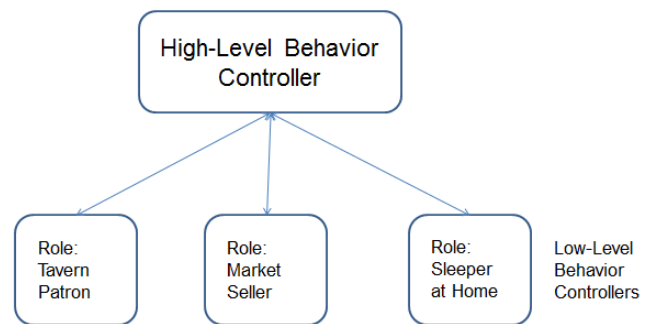 High-Level Behavior
Controller
Role:
Tavern
Patron
Role:
Market
Seller
Role:
Sleeper
at Home
Low-Level
Behavior
Controllers